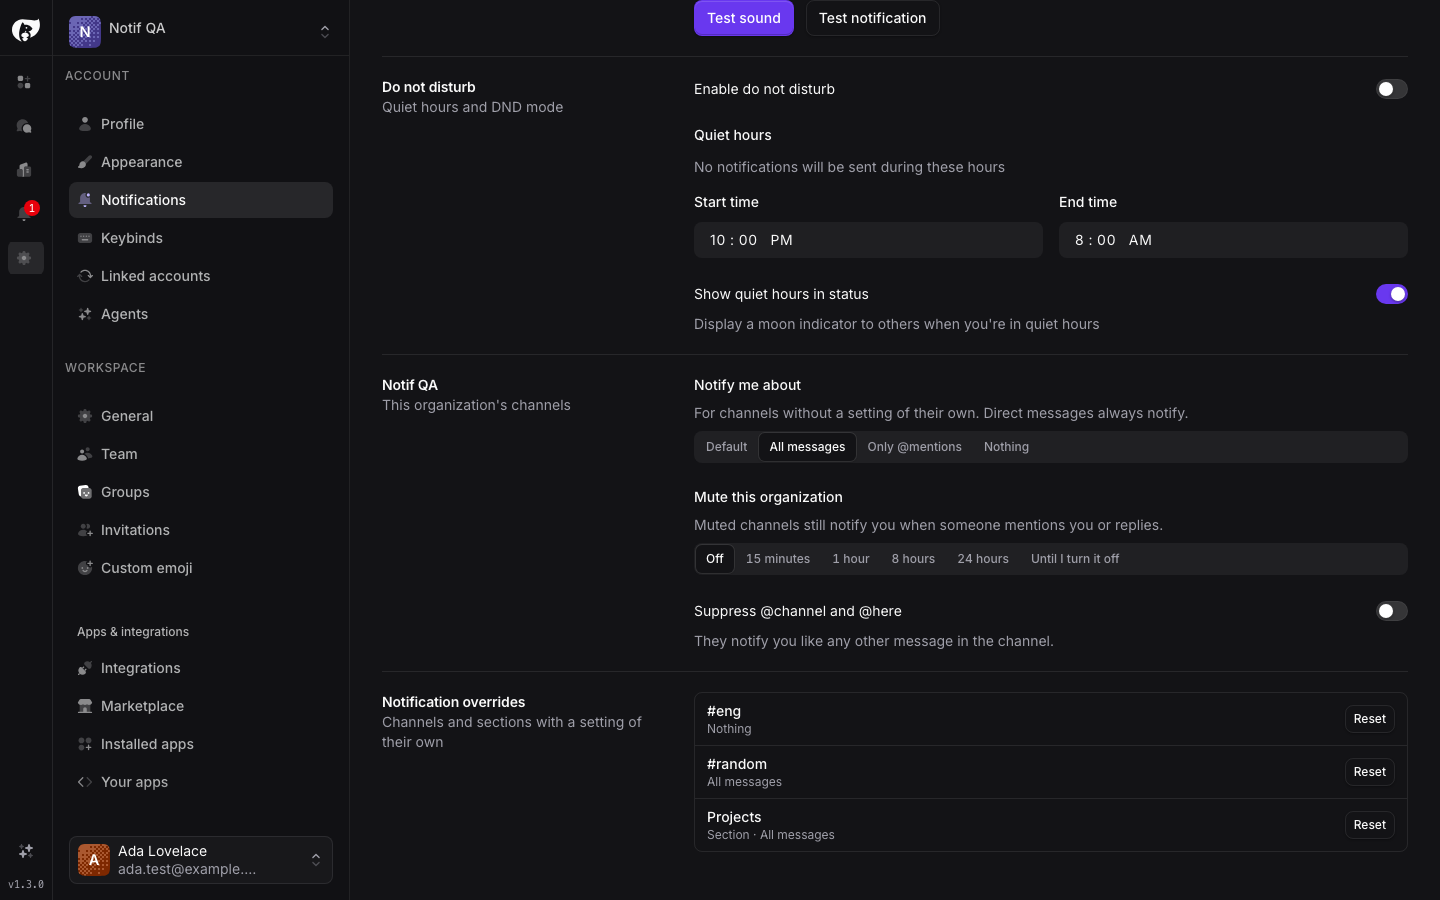 N
Notif QA
ACCOUNT
Profile
Appearance
Notifications
Keybinds
Linked accounts
Agents
WORKSPACE
General
Team
Groups
Invitations
Custom emoji
Apps & integrations
Integrations
Marketplace
Installed apps
Your apps
A
Ada Lovelace
ada.test@example....
1
v1.3.0
Test sound
Test notification
Do not disturb
Quiet hours and DND mode
Enable do not disturb
Quiet hours
No notifications will be sent during these hours
Start time
End time
10 : 00 PM
8 : 00 AM
Show quiet hours in status
Display a moon indicator to others when you're in quiet hours
Notif QA
This organization's channels
Notify me about
For channels without a setting of their own. Direct messages always notify.
Default
All messages
Only @mentions
Nothing
Mute this organization
Muted channels still notify you when someone mentions you or replies.
Off
15 minutes
1 hour
8 hours
24 hours
Until I turn it off
Suppress @channel and @here
They notify you like any other message in the channel.
Notification overrides
Channels and sections with a setting of
their own
#eng
Nothing
Reset
#random
All messages
Reset
Projects
Section · All messages
Reset